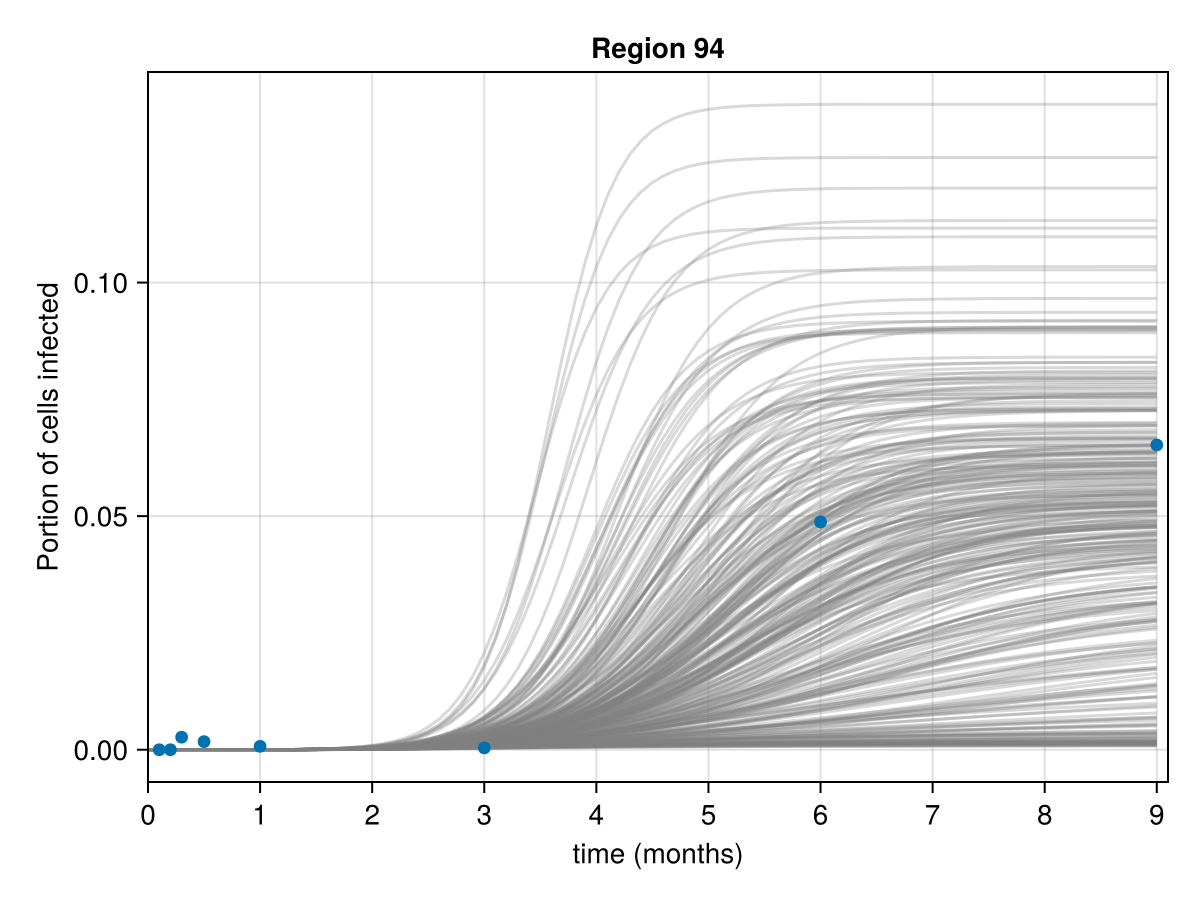 Region 94
Portion of cells infected
0.10
0.05
0.00
0 1 2 3 4 5 6 7 8 9
time (months)